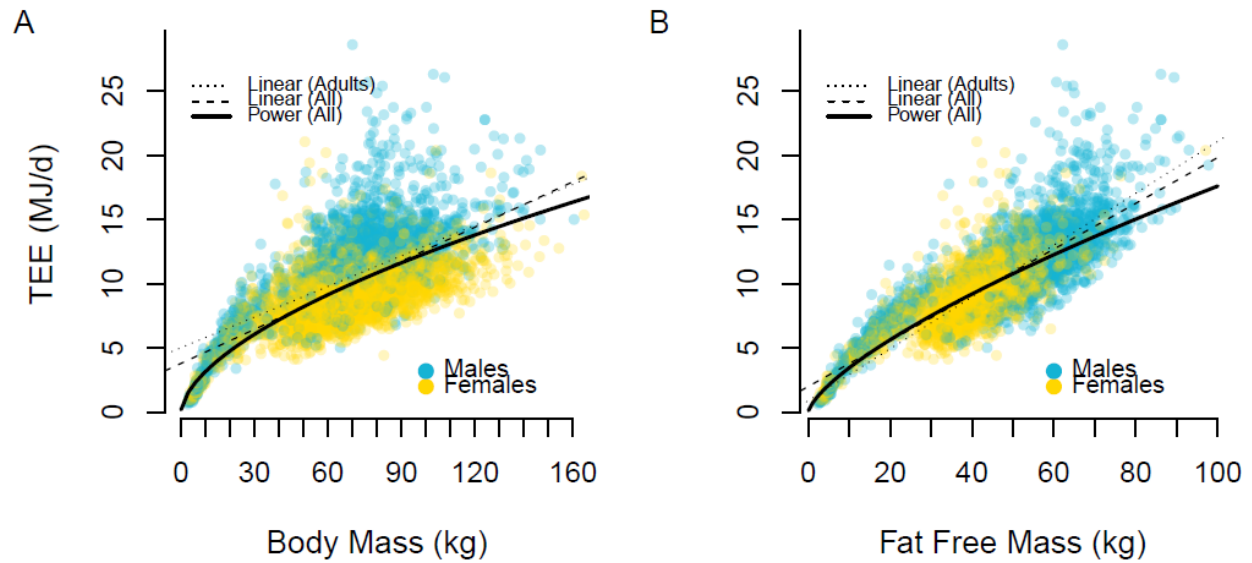 A
TEE (MJ/d)
25
20
15
10
5
0
Linear (Adults)
Linear (All)
Power (All)
Males
Females
0 30 60 90 120 160
Body Mass (kg)
B
25
20
15
10
5
0
Linear (Adults)
Linear (All)
Power (All)
Males
Females
0 20 40 60 80 100
Fat Free Mass (kg)